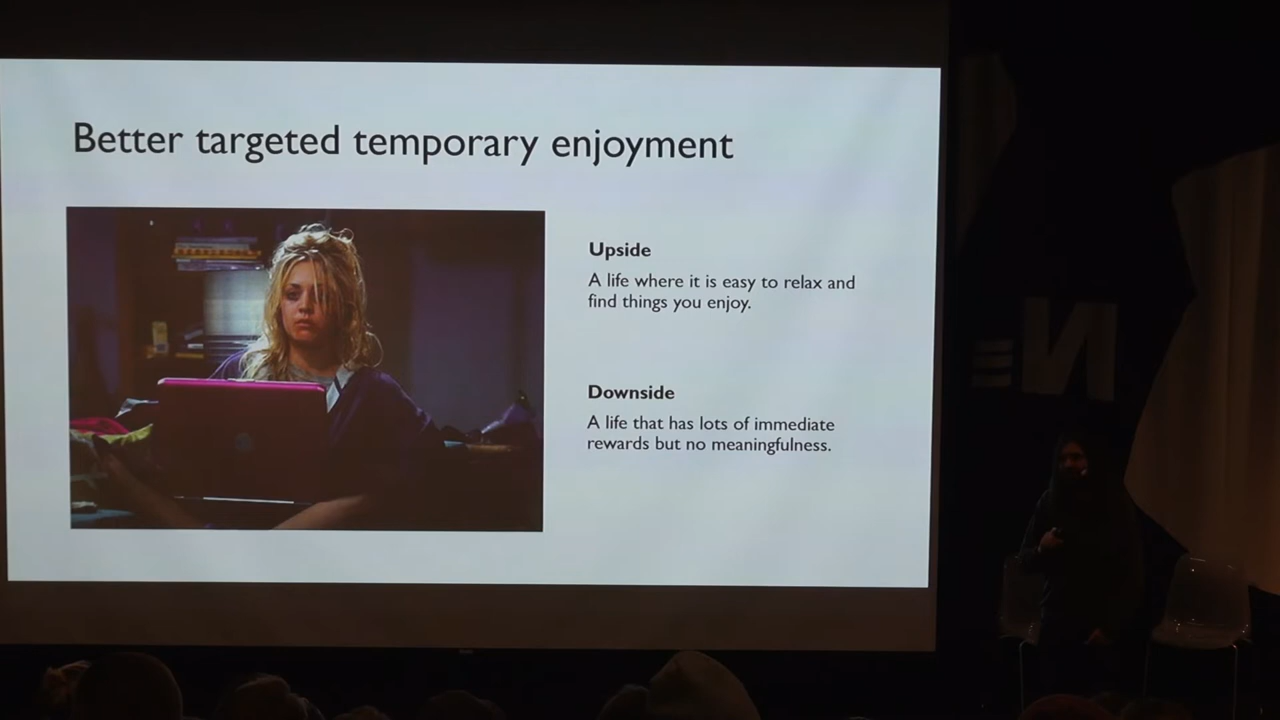 Better targeted temporary enjoyment
Upside
A life where it is easy to relax and
find things you enjoy.
Downside
A life that has lots of immediate
rewards but no meaningfulness.